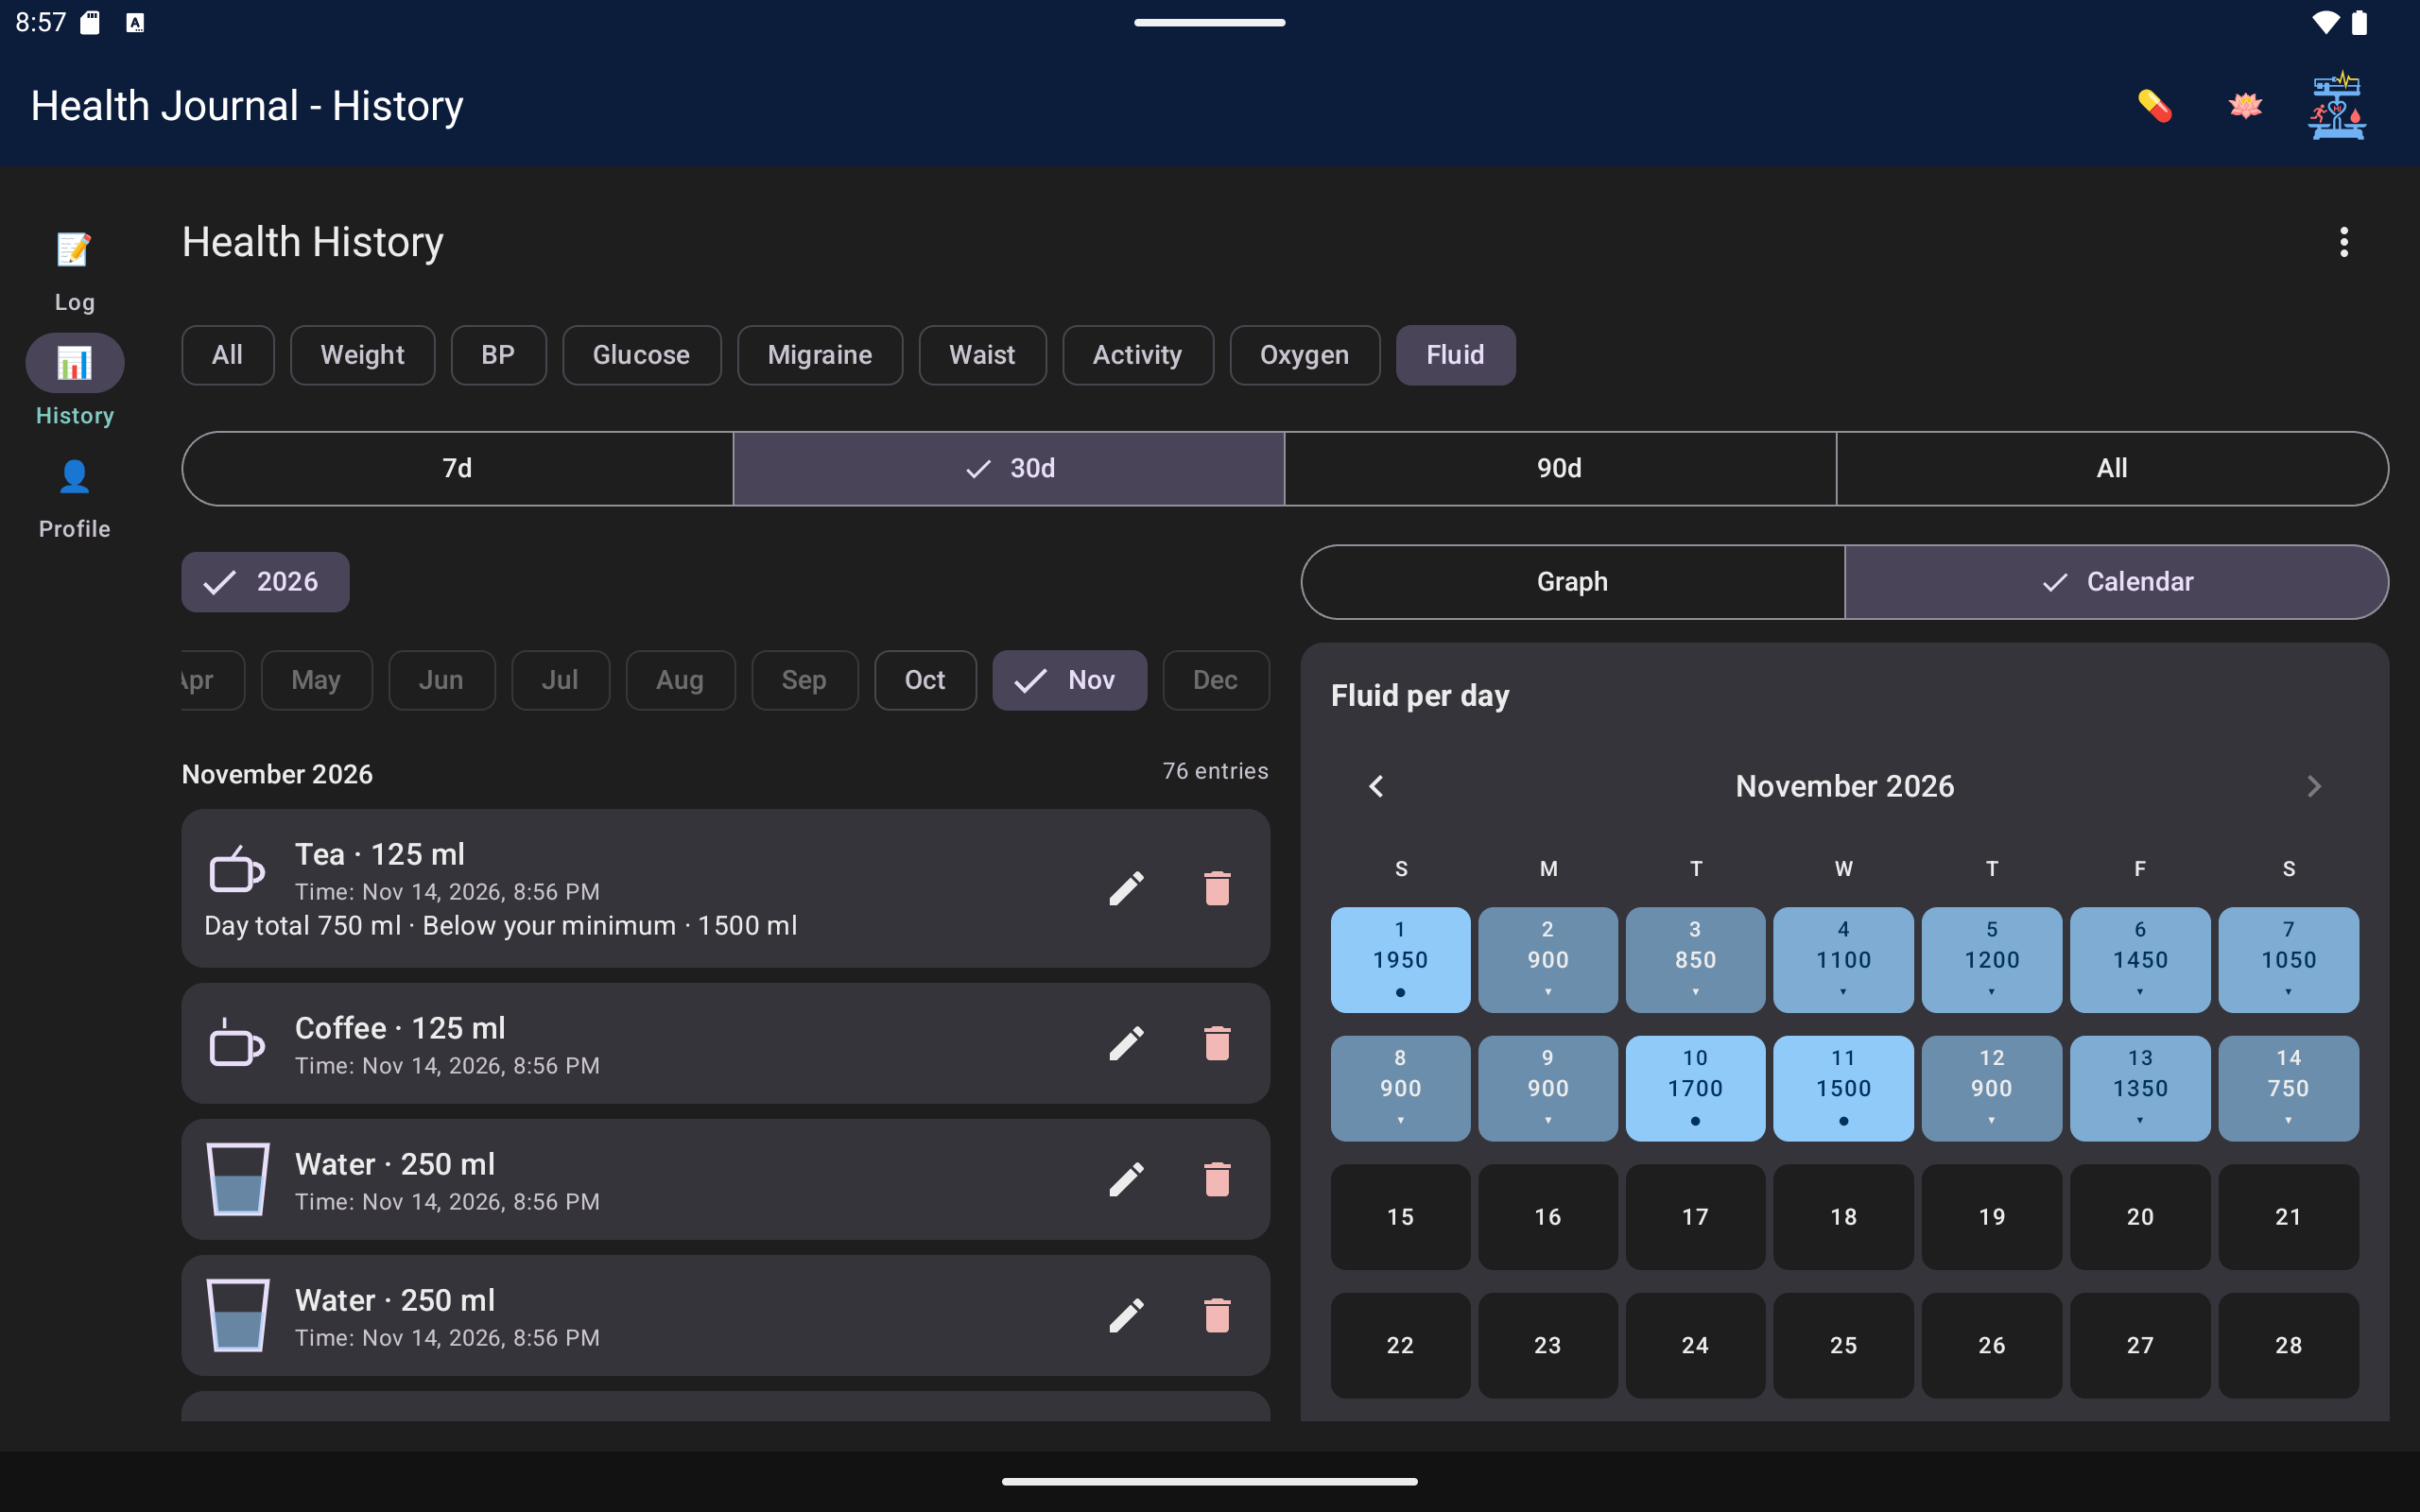 8:57
Health Journal - History
Log
History
Profile
Health History
All Weight BP Glucose Migraine Waist Activity Oxygen Fluid
7d 30d 90d All
2026
Apr May Jun Jul Aug Sep Oct Nov Dec
November 2026 76 entries
Tea · 125 ml
Time: Nov 14, 2026, 8:56 PM
Day total 750 ml · Below your minimum · 1500 ml
Coffee · 125 ml
Time: Nov 14, 2026, 8:56 PM
Water · 250 ml
Time: Nov 14, 2026, 8:56 PM
Water · 250 ml
Time: Nov 14, 2026, 8:56 PM
Graph Calendar
Fluid per day
November 2026
S M T W T F S
1 2 3 4 5 6 7
1950 900 850 1100 1200 1450 1050
8 9 10 11 12 13 14
900 900 1700 1500 900 1350 750
15 16 17 18 19 20 21
22 23 24 25 26 27 28